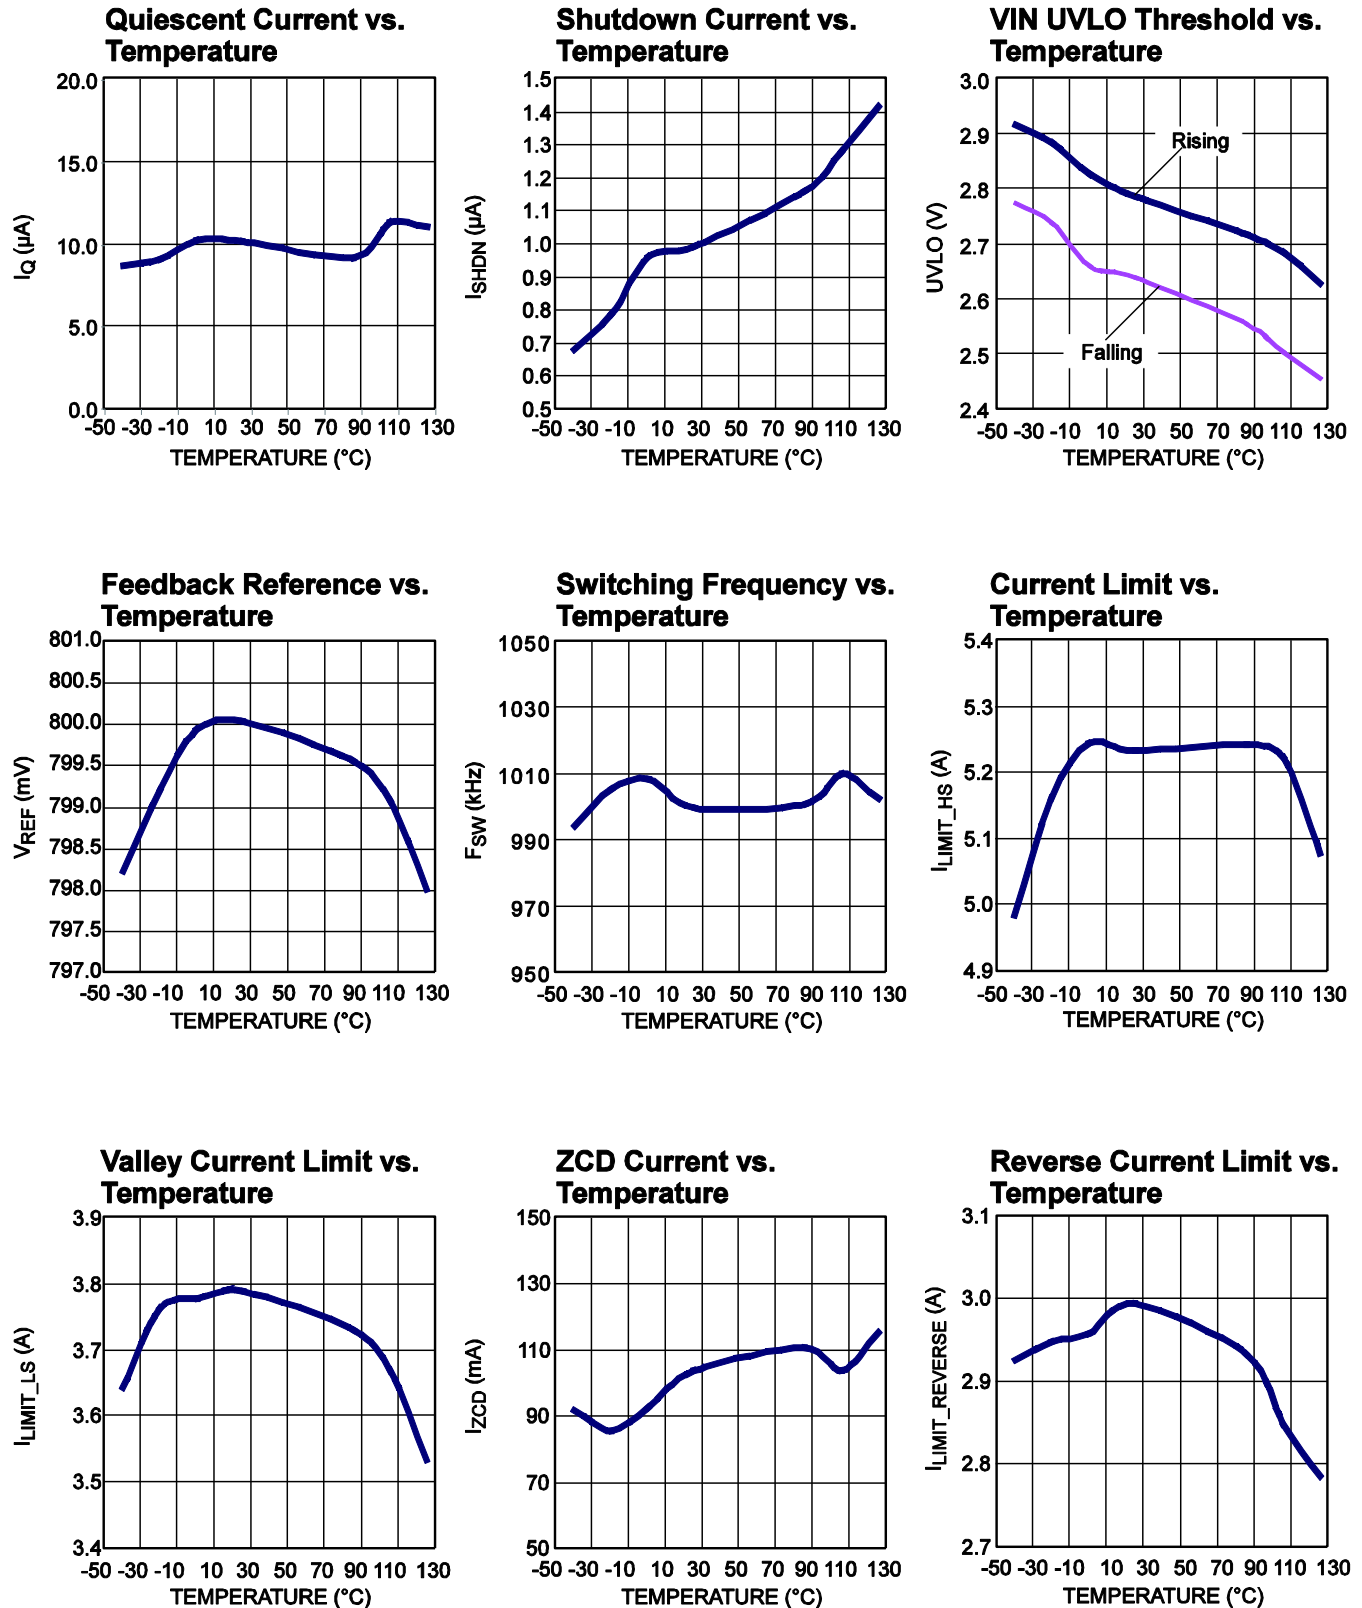 Quiescent Current vs.
Temperature
20.0
15.0
10.0
5.0
0.0
IQ (µA)
-50 -30 -10 10 30 50 70 90 110 130
TEMPERATURE (°C)
Shutdown Current vs.
Temperature
1.5
1.4
1.3
1.2
1.1
1.0
0.9
0.8
0.7
0.6
0.5
ISHDN (µA)
-50 -30 -10 10 30 50 70 90 110 130
TEMPERATURE (°C)
VIN UVLO Threshold vs.
Temperature
3.0
2.9
2.8
2.7
2.6
2.5
2.4
UVLO (V)
Rising
Falling
-50 -30 -10 10 30 50 70 90 110 130
TEMPERATURE (°C)
Feedback Reference vs.
Temperature
801.0
800.5
800.0
799.5
799.0
798.5
798.0
797.5
797.0
VREF (mV)
-50 -30 -10 10 30 50 70 90 110 130
TEMPERATURE (°C)
Switching Frequency vs.
Temperature
1050
1030
1010
990
970
950
FSW (kHz)
-50 -30 -10 10 30 50 70 90 110 130
TEMPERATURE (°C)
Current Limit vs.
Temperature
5.4
5.3
5.2
5.1
5.0
4.9
ILIMIT_HS (A)
-50 -30 -10 10 30 50 70 90 110 130
TEMPERATURE (°C)
Valley Current Limit vs.
Temperature
3.9
3.8
3.7
3.6
3.5
3.4
ILIMIT_LS (A)
-50 -30 -10 10 30 50 70 90 110 130
TEMPERATURE (°C)
ZCD Current vs.
Temperature
150
130
110
90
70
50
IZCD (mA)
-50 -30 -10 10 30 50 70 90 110 130
TEMPERATURE (°C)
Reverse Current Limit vs.
Temperature
3.1
3.0
2.9
2.8
2.7
ILIMIT_REVERSE (A)
-50 -30 -10 10 30 50 70 90 110 130
TEMPERATURE (°C)